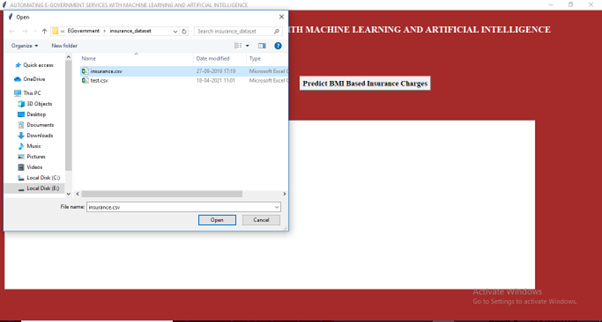 AUTOMATING E-GOVERNMENT SERVICES WITH MACHINE LEARNING AND ARTIFICIAL INTELLIGENCE
Open
ITH MACHINE LEARNING AND ARTIFICIAL INTELLIGENCE
« EGovernment › insurance_dataset
Search insurance_dataset
Organize
New folder
Name
Date modified
Type
Quick access
insurance.csv
27-09-2019 17:19
Microsoft Excel C
test.csv
18-04-2021 11:01
Microsoft Excel C
OneDrive
This PC
3D Objects
Desktop
Documents
Downloads
Music
Pictures
Videos
Local Disk (C:)
Local Disk (E:)
Predict BMI Based Insurance Charges
File name:
insurance.csv
Open
Cancel
Activate Windows
Go to Settings to activate Windows.